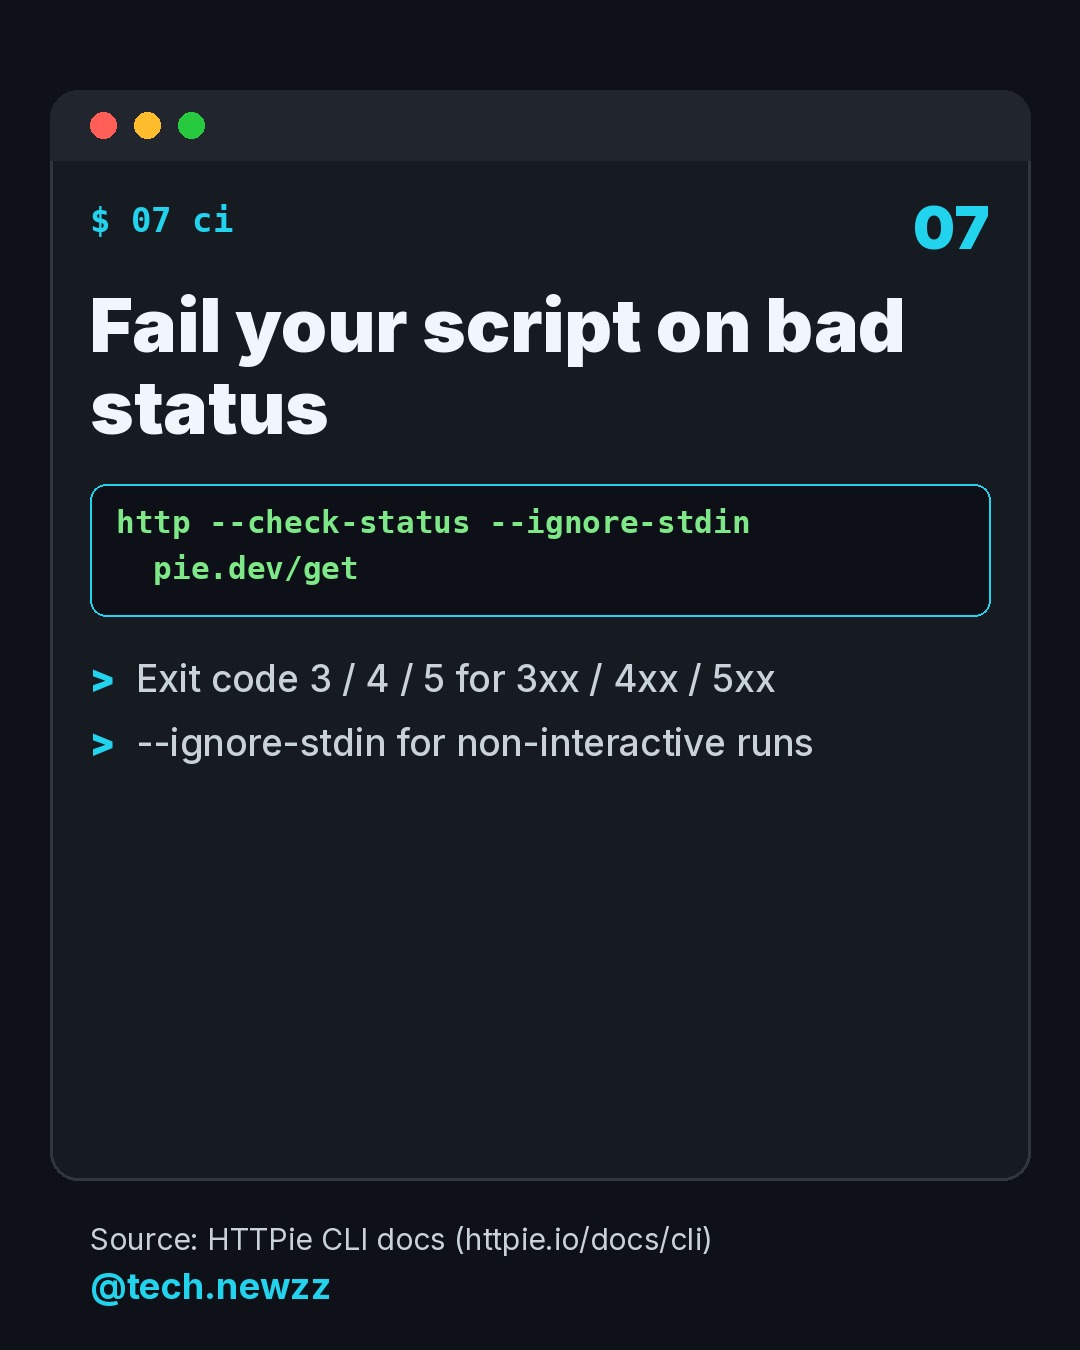 $ 07 ci
07
Fail your script on bad
status
http --check-status --ignore-stdin
pie.dev/get
> Exit code 3 / 4 / 5 for 3xx / 4xx / 5xx
> --ignore-stdin for non-interactive runs
Source: HTTPie CLI docs (httpie.io/docs/cli)
@tech.newzz